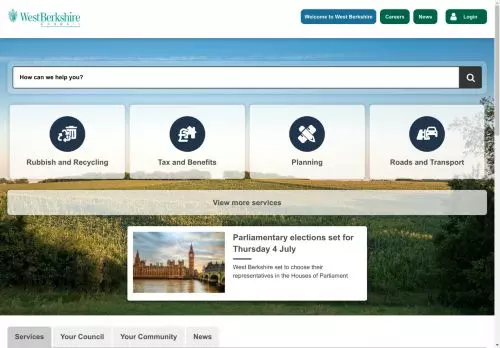 West Berkshire
COUNCIL
Welcome to West Berkshire
Careers
News
Login
How can we help you?
Rubbish and Recycling
Tax and Benefits
Planning
Roads and Transport
View more services
Parliamentary elections set for
Thursday 4 July
West Berkshire set to choose their
representatives in the Houses of Parliament
Services
Your Council
Your Community
News